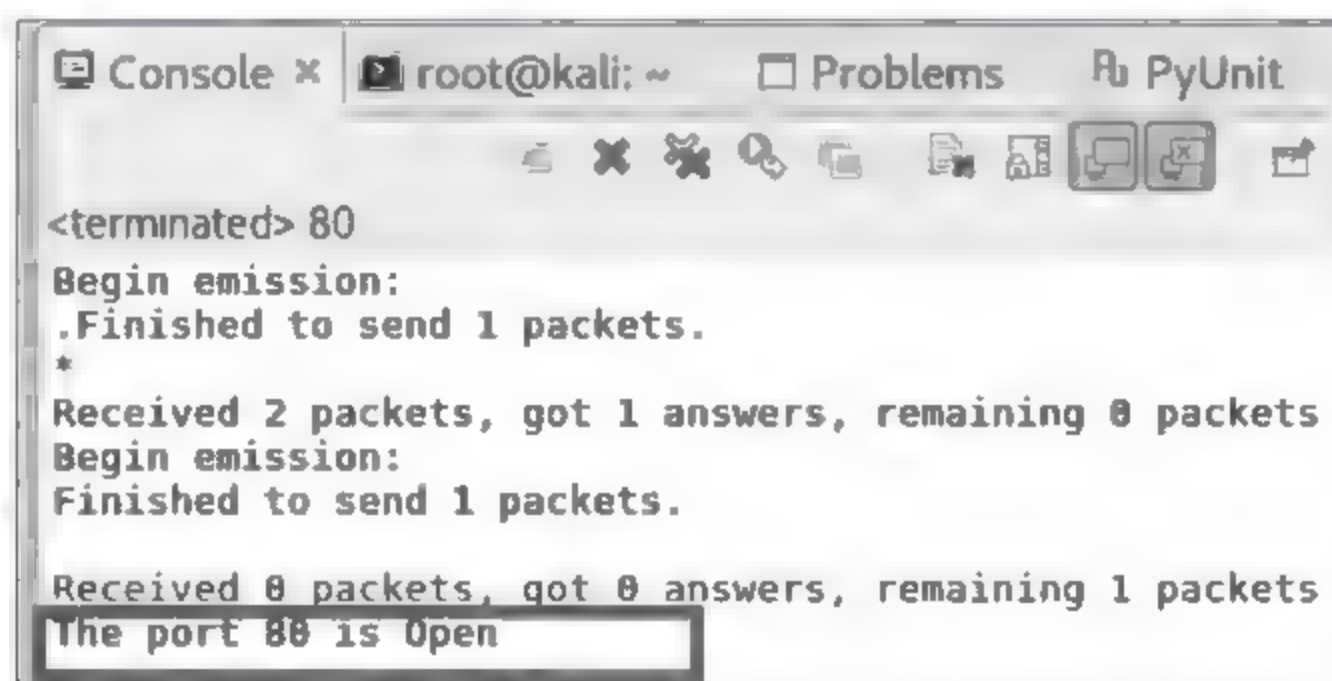 Console root@kali: ~ Problems PyUnit
<terminated> 80
Begin emission:
.Finished to send 1 packets.
*
Received 2 packets, got 1 answers, remaining 0 packets
Begin emission:
Finished to send 1 packets.
Received 0 packets, got 0 answers, remaining 1 packets
The port 80 is Open